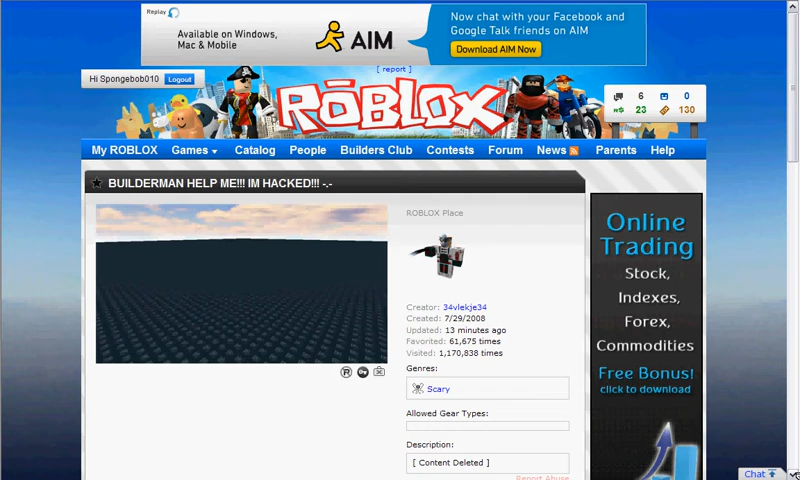 Replay
Available on Windows,
Mac & Mobile
AIM
Now chat with your Facebook and
Google Talk friends on AIM
Download AIM Now
[ report ]
Hi Spongebob010 Logout
ROBLOX
6 0
R$ 23 130
My ROBLOX Games Catalog People Builders Club Contests Forum News Parents Help
BUILDERMAN HELP ME!!! IM HACKED!!! -.-
ROBLOX Place
Creator: 34vlekje34
Created: 7/29/2008
Updated: 13 minutes ago
Favorited: 61,675 times
Visited: 1,170,838 times
Genres:
Scary
Allowed Gear Types:
Description:
[ Content Deleted ]
Report Abuse
Online
Trading
Stock,
Indexes,
Forex,
Commodities
Free Bonus!
click to download
Chat